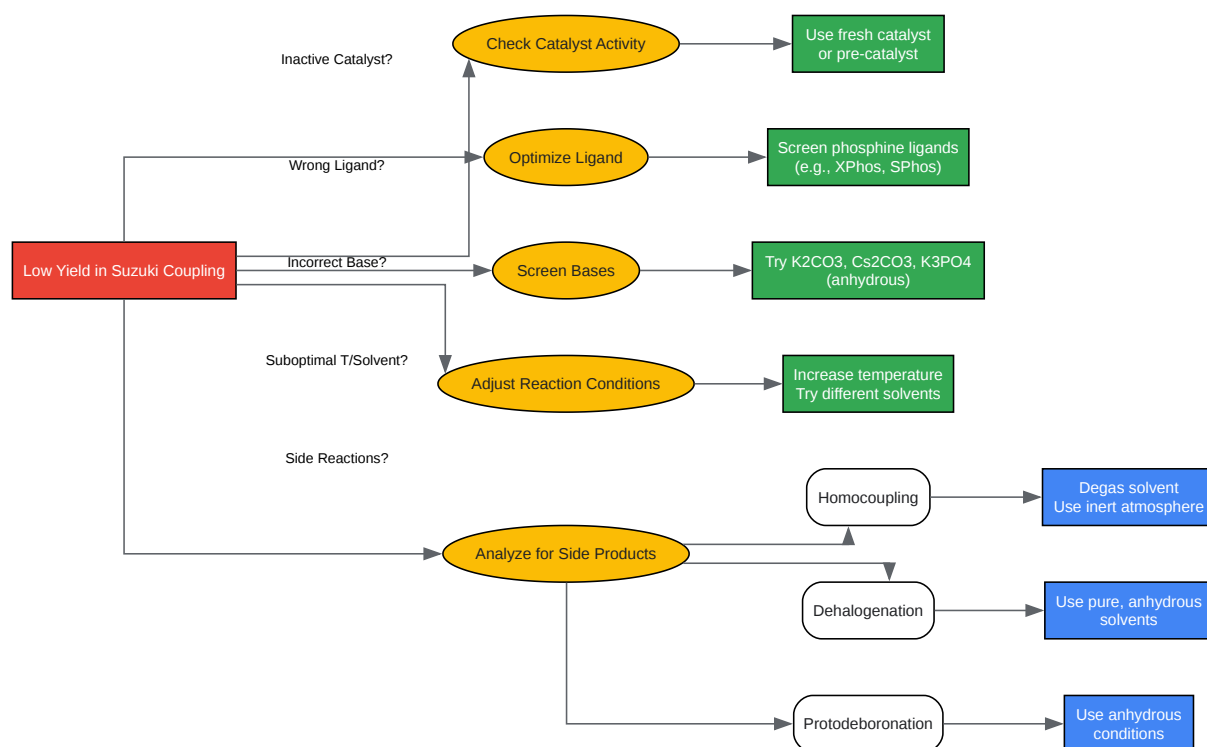 Inactive Catalyst?
Check Catalyst Activity
Use fresh catalyst
or pre-catalyst
Wrong Ligand?
Optimize Ligand
Screen phosphine ligands
(e.g., XPhos, SPhos)
Low Yield in Suzuki Coupling
Incorrect Base?
Screen Bases
Try K2CO3, Cs2CO3, K3PO4
(anhydrous)
Suboptimal T/Solvent?
Adjust Reaction Conditions
Increase temperature
Try different solvents
Side Reactions?
Analyze for Side Products
Homocoupling
Degas solvent
Use inert atmosphere
Dehalogenation
Use pure, anhydrous
solvents
Protodeboronation
Use anhydrous
conditions